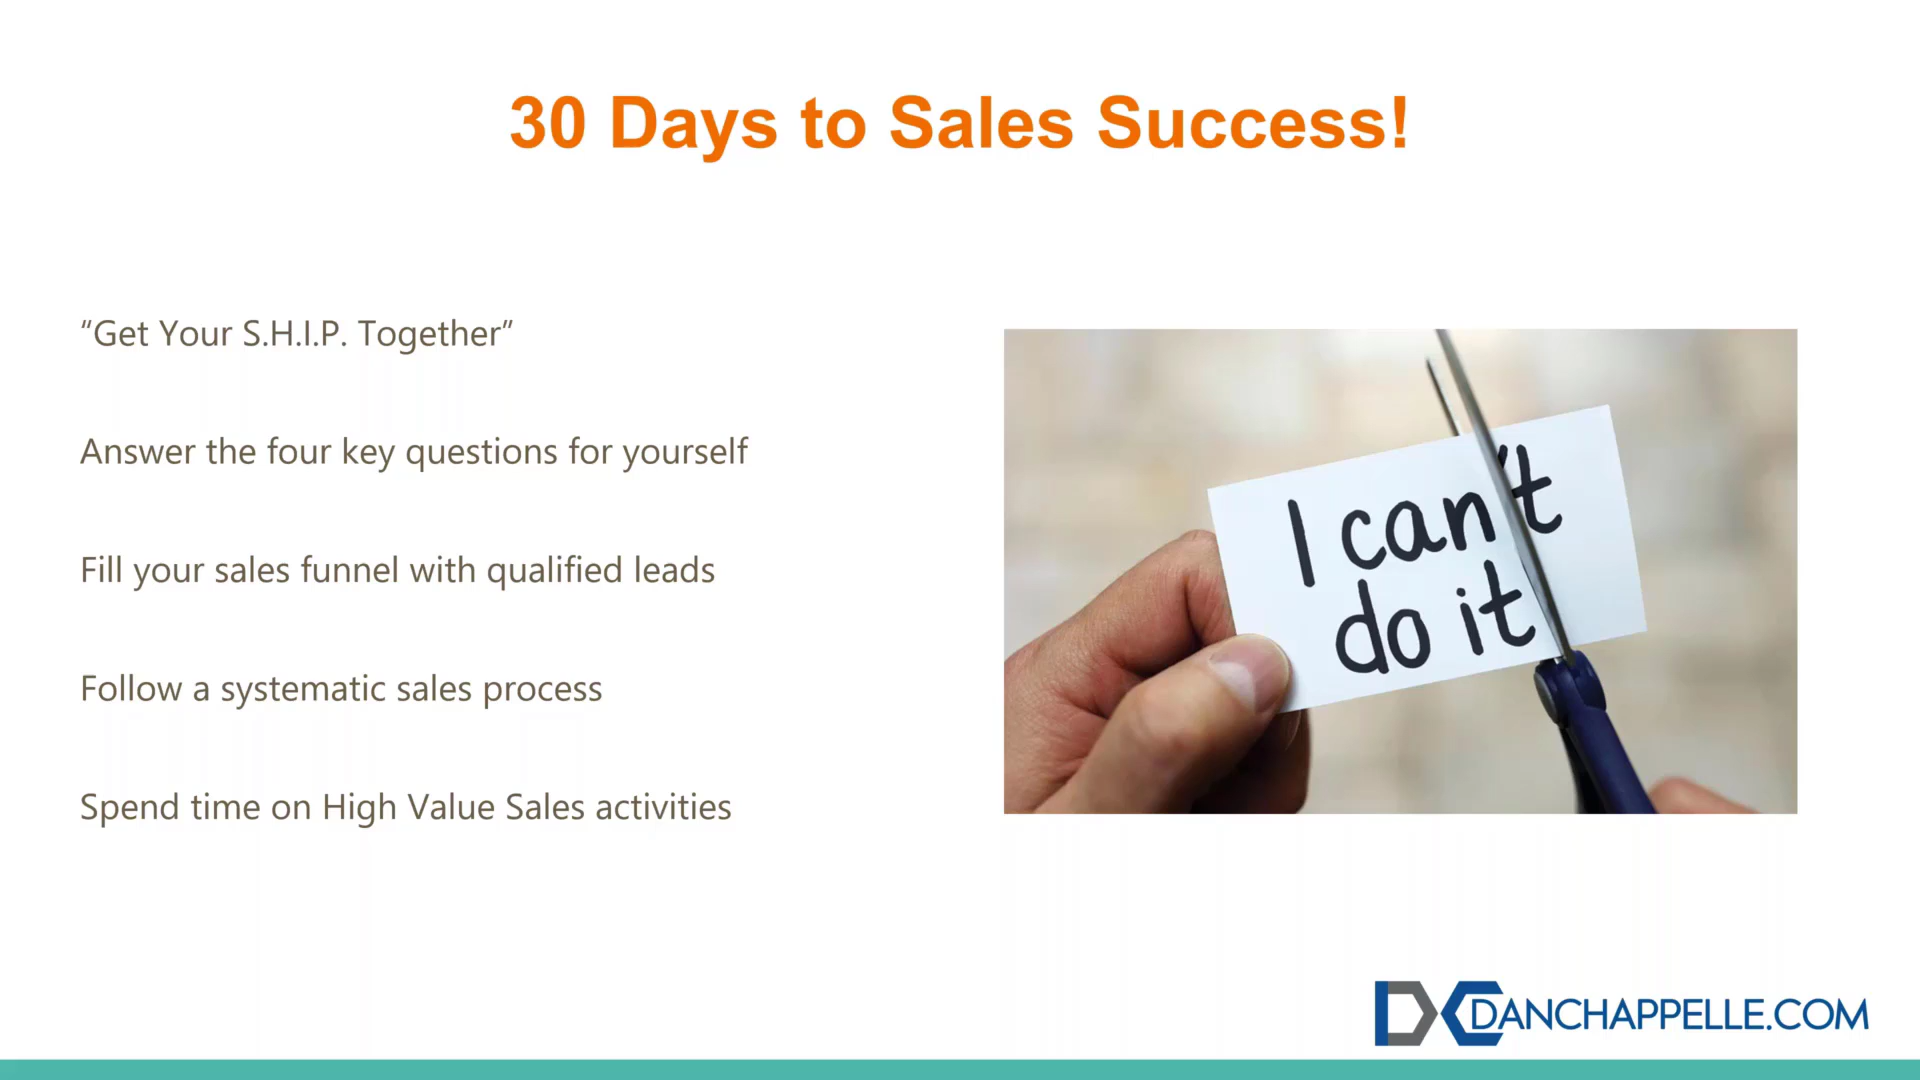 30 Days to Sales Success!
“Get Your S.H.I.P. Together”
Answer the four key questions for yourself
Fill your sales funnel with qualified leads
Follow a systematic sales process
Spend time on High Value Sales activities
I can't
do it
DC DANCHAPPELLE.COM